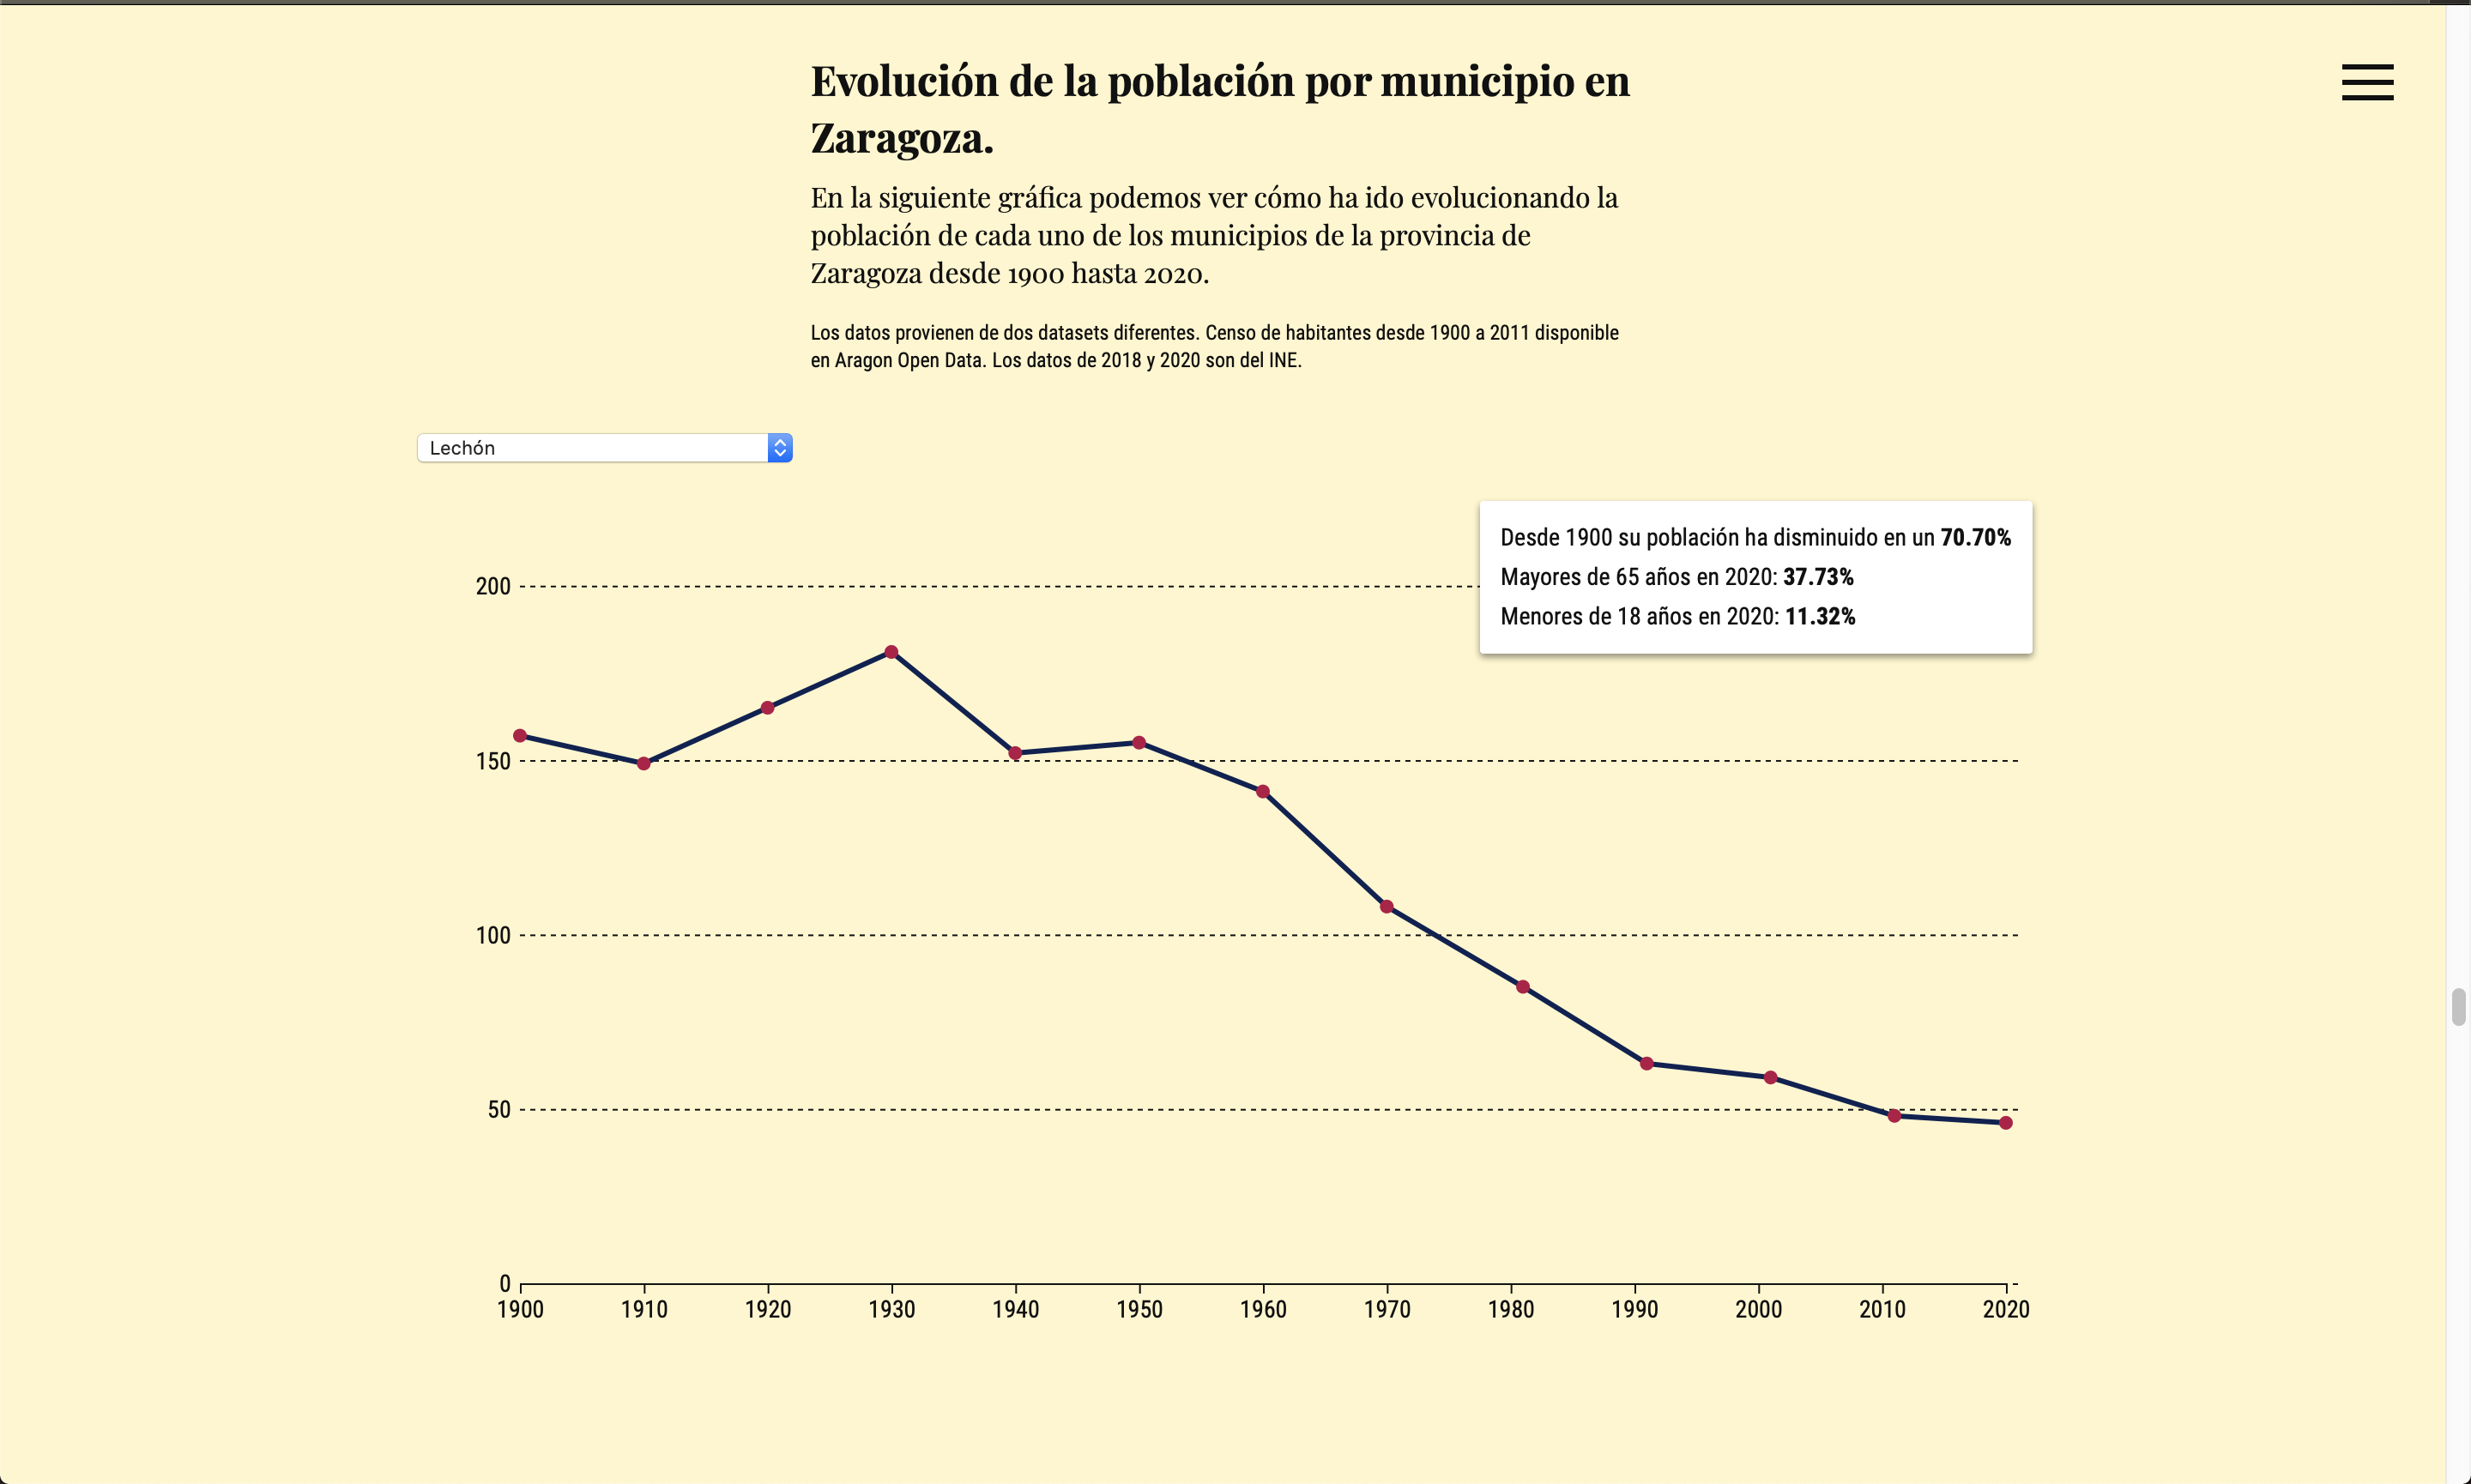 Evolución de la población por municipio en
Zaragoza.
En la siguiente gráfica podemos ver cómo ha ido evolucionando la
población de cada uno de los municipios de la provincia de
Zaragoza desde 1900 hasta 2020.
Los datos provienen de dos datasets diferentes. Censo de habitantes desde 1900 a 2011 disponible
en Aragon Open Data. Los datos de 2018 y 2020 son del INE.
Lechón
Desde 1900 su población ha disminuido en un 70.70%
Mayores de 65 años en 2020: 37.73%
Menores de 18 años en 2020: 11.32%
200
150
100
50
0
1900 1910 1920 1930 1940 1950 1960 1970 1980 1990 2000 2010 2020